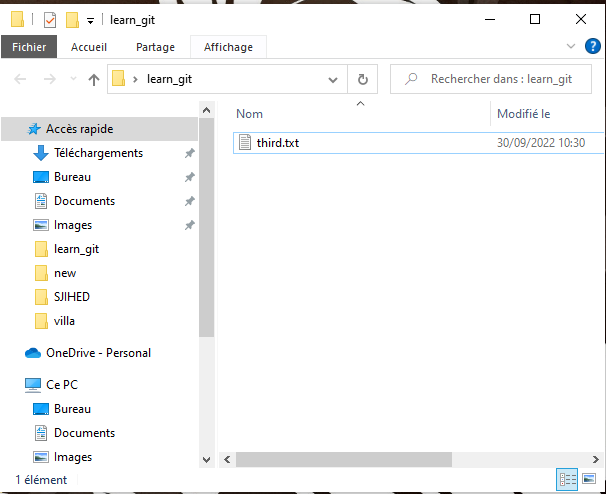 learn_git
Fichier Accueil Partage Affichage
learn_git
Rechercher dans : learn_git
Nom Modifié le
third.txt 30/09/2022 10:30
Accès rapide
Téléchargements
Bureau
Documents
Images
learn_git
new
SJIHED
villa
OneDrive - Personal
Ce PC
Bureau
Documents
Images
1 élément